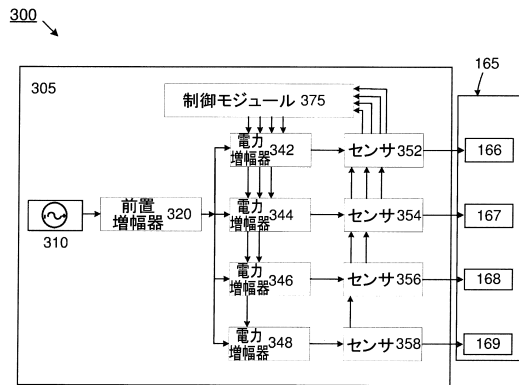 300
305
165
制御モジュール 375
電力
増幅器 342
センサ 352
166
310
前置
増幅器 320
電力
増幅器 344
センサ 354
167
電力
増幅器 346
センサ 356
168
電力
増幅器 348
センサ 358
169